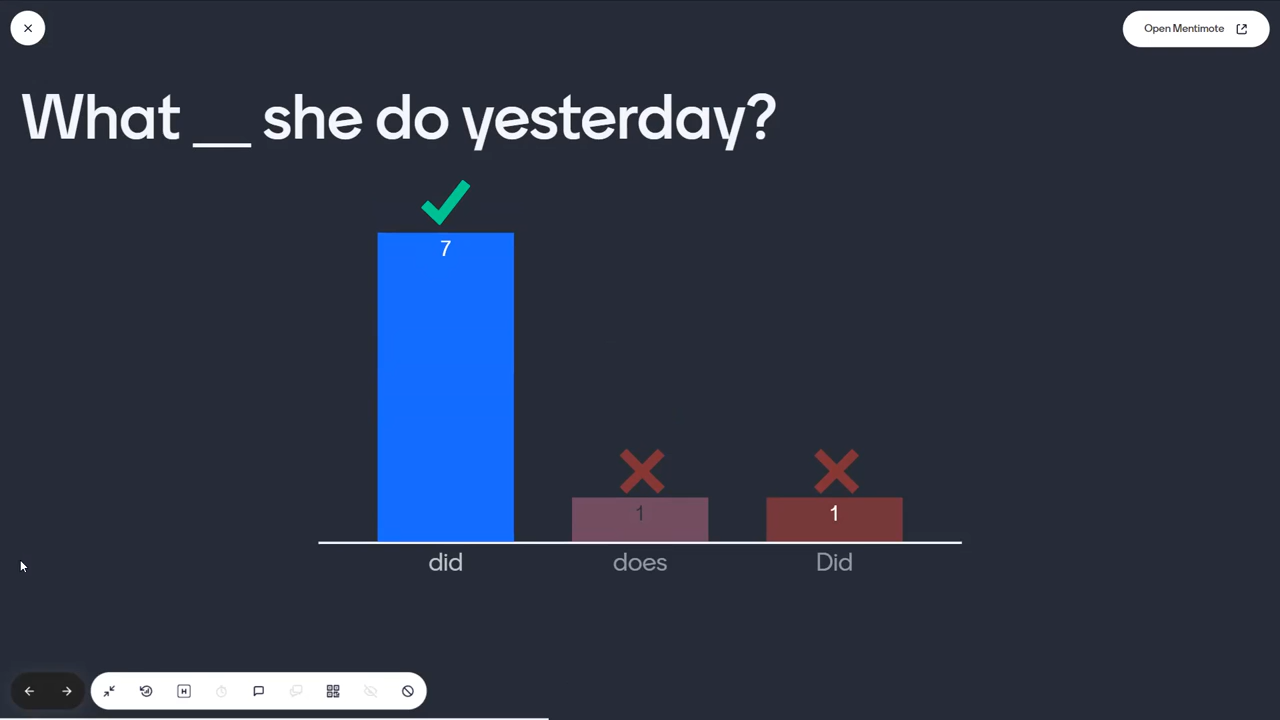 Open Mentimote
What __ she do yesterday?
7
1
1
did
does
Did
H